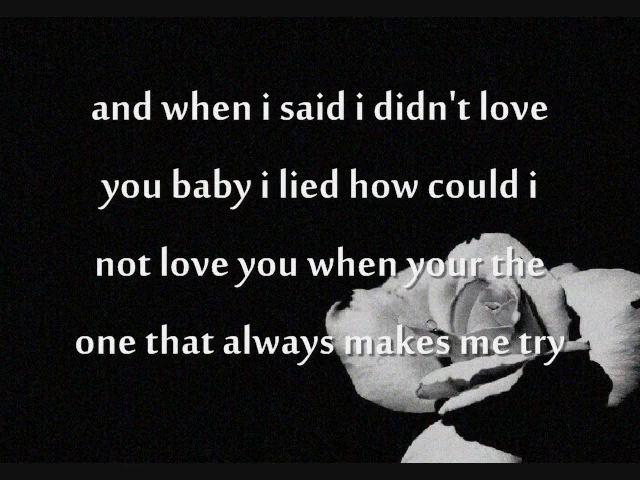 and when i said i didn't love
you baby i lied how could i
not love you when your the
one that always makes me try